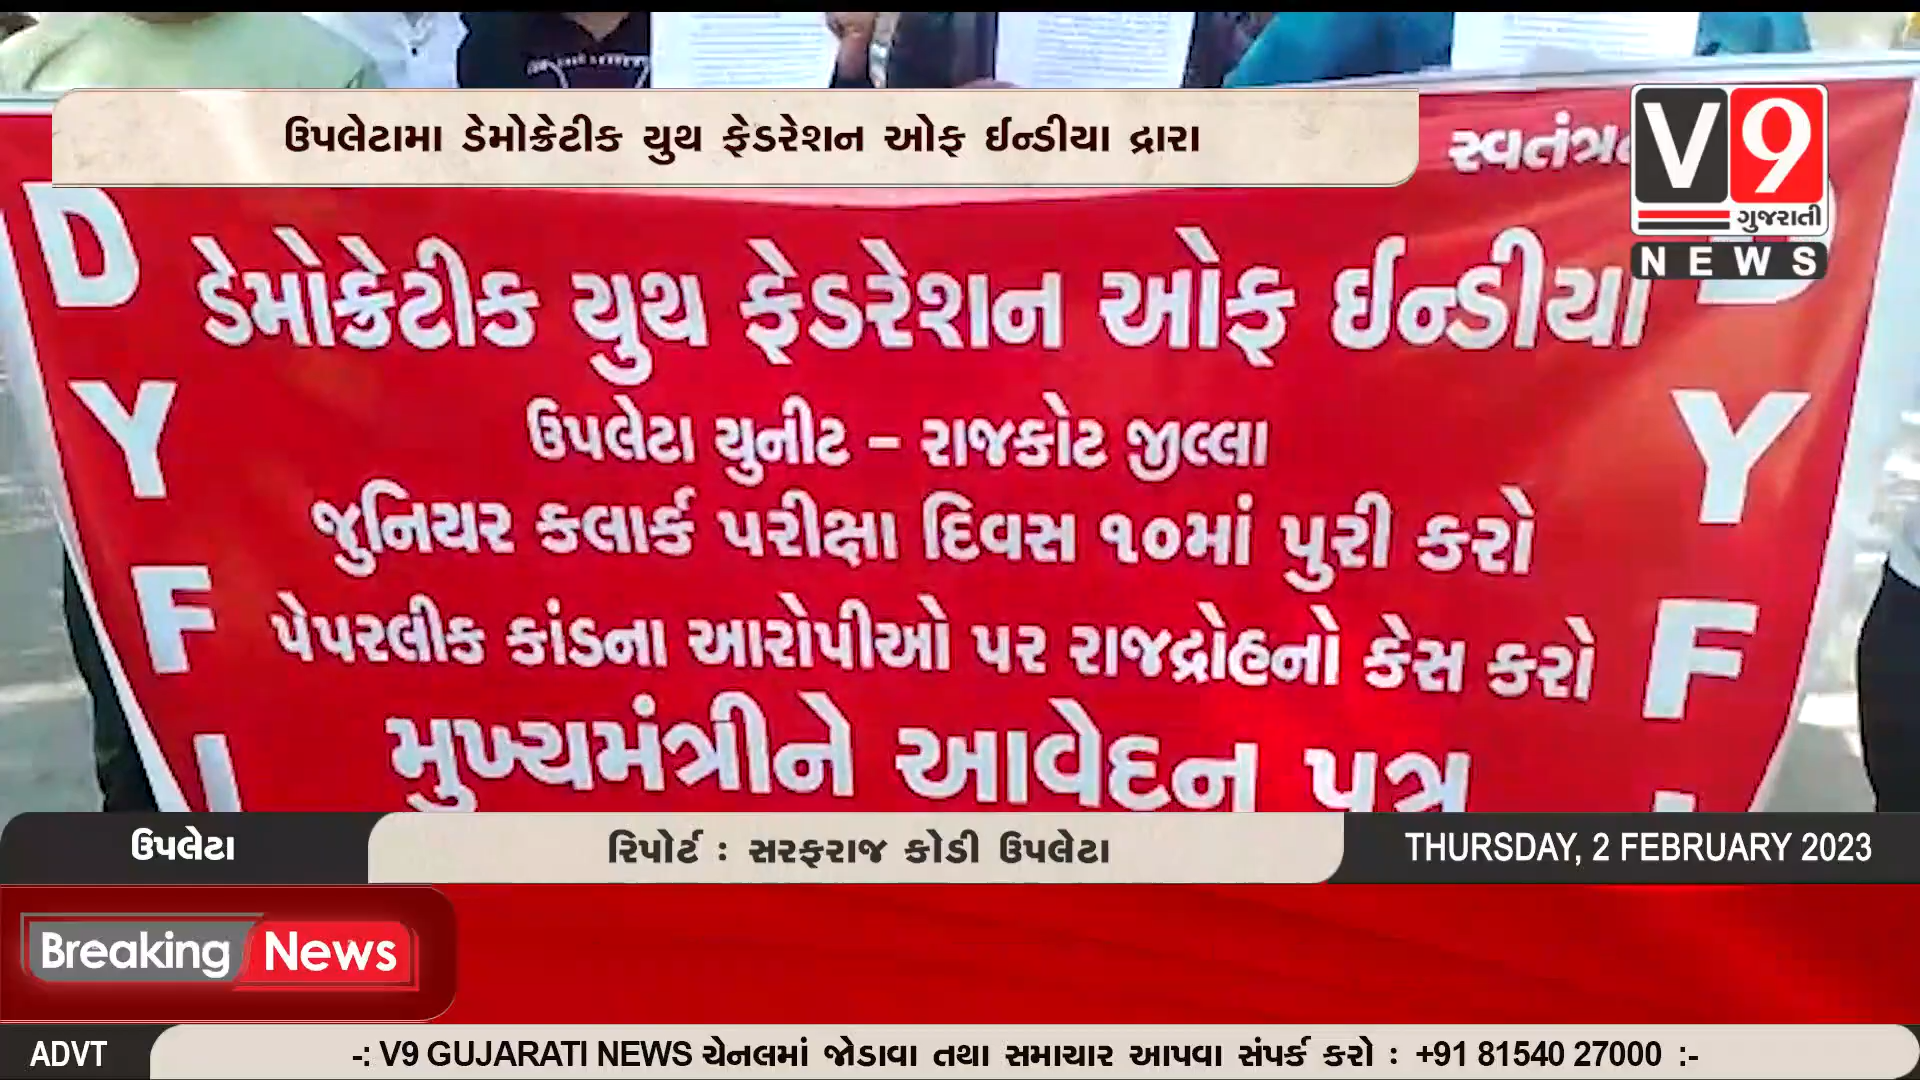 ઉપલેટામા ડેમોક્રેટીક યુથ ફેડરેશન ઓફ ઈન્ડીયા દ્વારા
V9
ગુજરાતી
NEWS
D Y F I
ડેમોક્રેટીક યુથ ફેડરેશન ઓફ ઈન્ડીયા
ઉપલેટા યુનીટ – રાજકોટ જીલ્લા
જુનિયર કલાર્ક પરીક્ષા દિવસ ૧૦માં પુરી કરો
પેપરલીક કાંડના આરોપીઓ પર રાજદ્રોહનો કેસ કરો
મુખ્યમંત્રીને આવેદન પત્ર
D Y F I
ઉપલેટા
રિપોર્ટ : સરફરાજ કોડી ઉપલેટા
THURSDAY, 2 FEBRUARY 2023
Breaking News
ADVT
-: V9 GUJARATI NEWS ચેનલમાં જોડાવા તથા સમાચાર આપવા સંપર્ક કરો : +91 81540 27000 :-